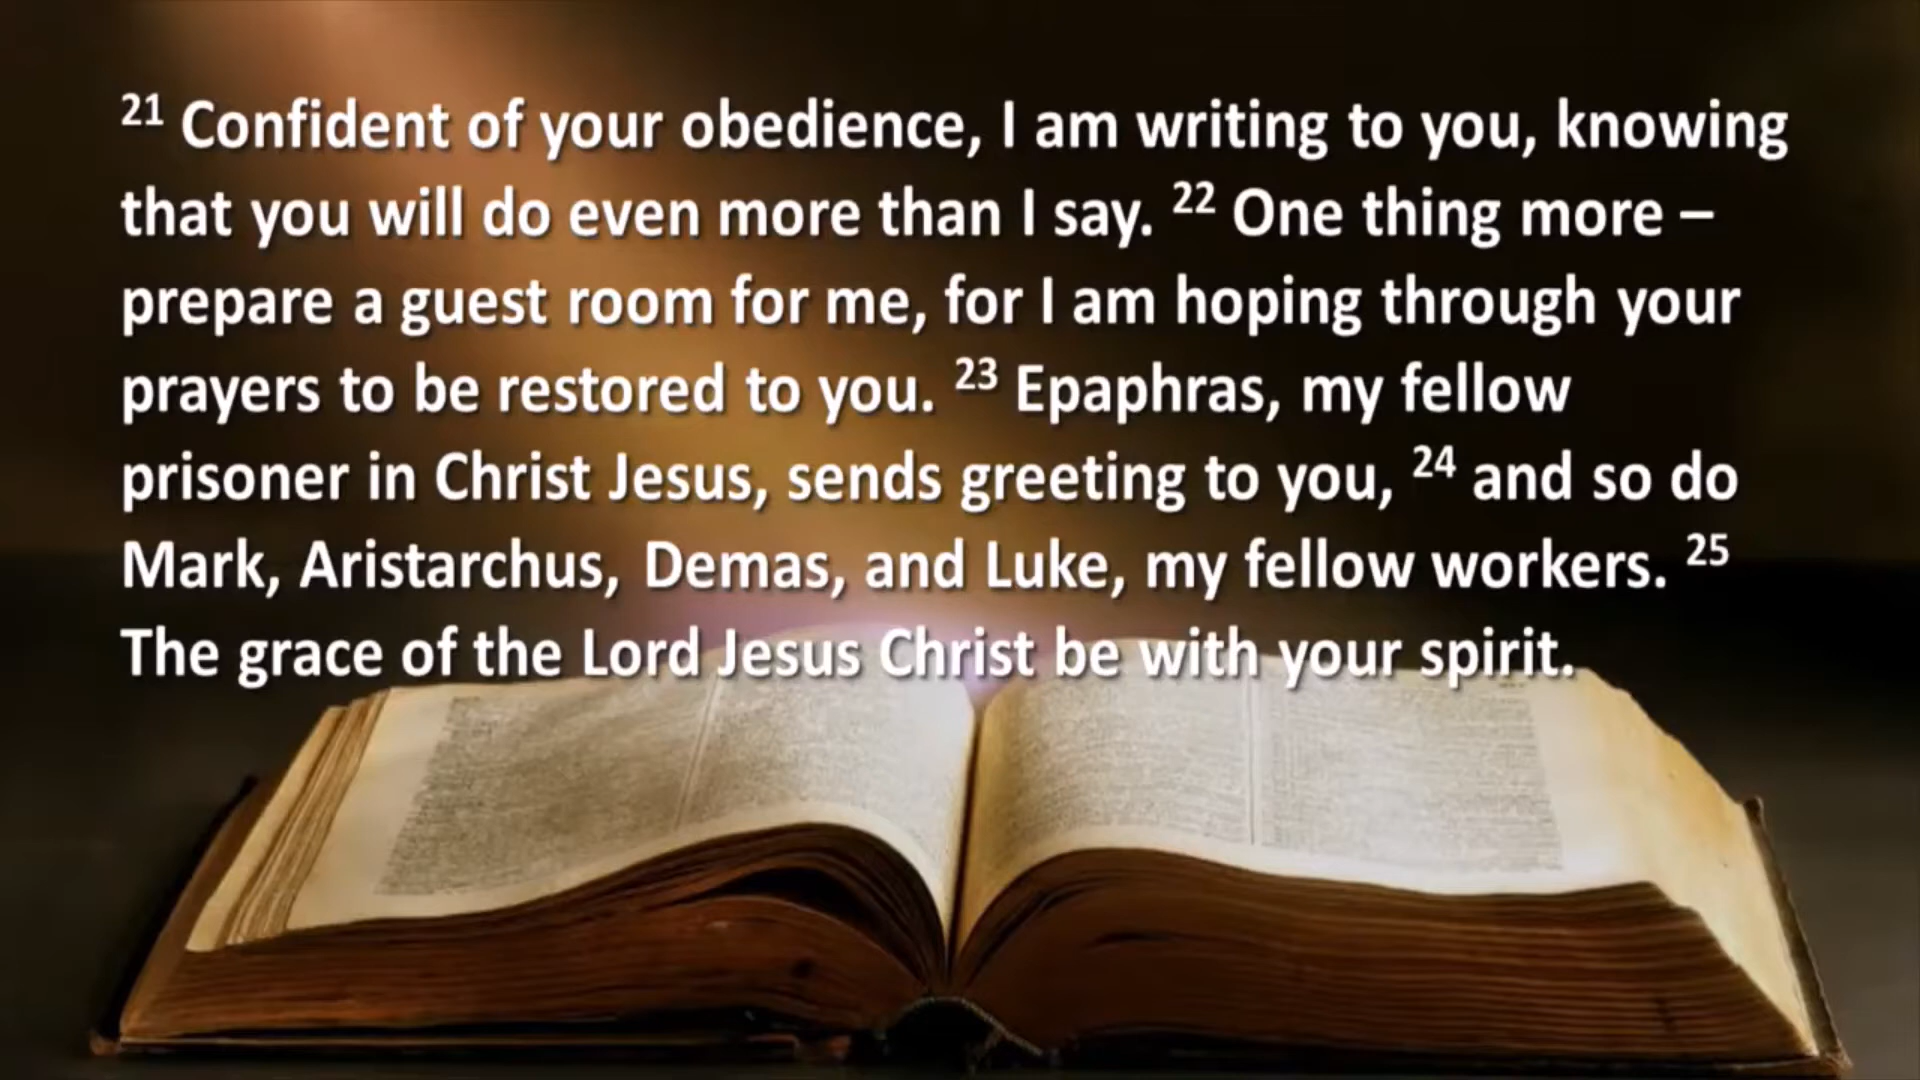 21 Confident of your obedience, I am writing to you, knowing
that you will do even more than I say. 22 One thing more –
prepare a guest room for me, for I am hoping through your
prayers to be restored to you. 23 Epaphras, my fellow
prisoner in Christ Jesus, sends greeting to you, 24 and so do
Mark, Aristarchus, Demas, and Luke, my fellow workers. 25
The grace of the Lord Jesus Christ be with your spirit.